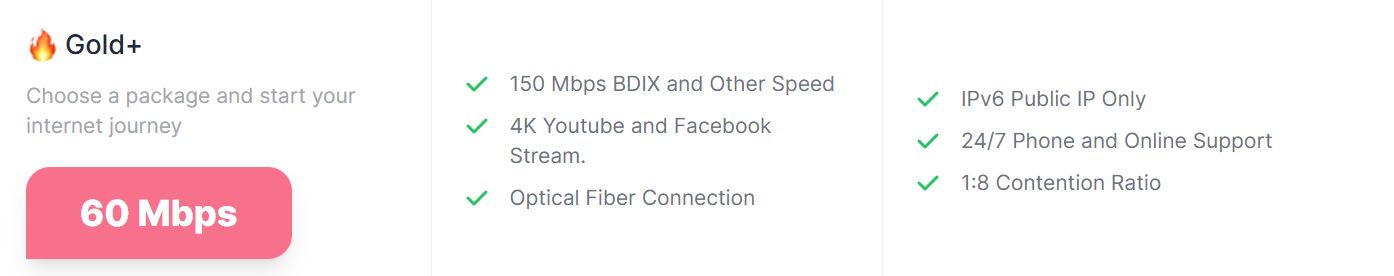 Gold+
Choose a package and start your
internet journey
60 Mbps
150 Mbps BDIX and Other Speed
4K Youtube and Facebook
Stream.
Optical Fiber Connection
IPv6 Public IP Only
24/7 Phone and Online Support
1:8 Contention Ratio